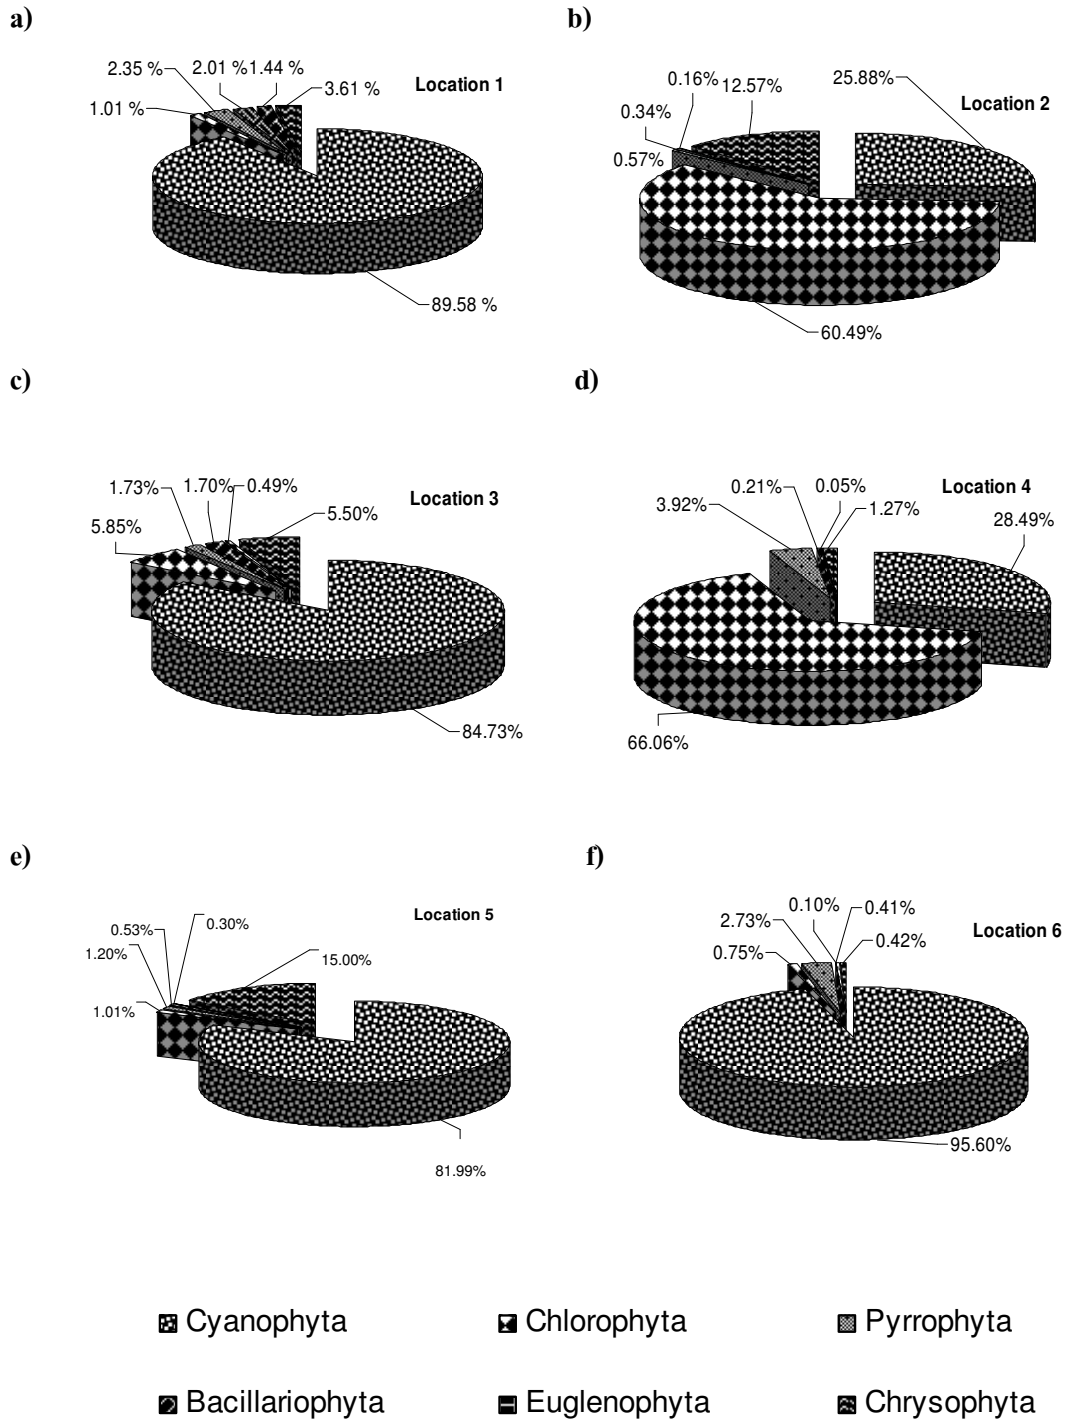 a)
b)
2.35 %
2.01 %
1.44 %
3.61 %
1.01 %
Location 1
89.58 %
0.16%
12.57%
25.88%
0.34%
0.57%
Location 2
60.49%
c)
d)
1.73%
1.70%
0.49%
5.85%
5.50%
Location 3
84.73%
0.21%
0.05%
3.92%
1.27%
Location 4
28.49%
66.06%
e)
f)
0.53%
0.30%
1.20%
15.00%
1.01%
Location 5
81.99%
0.10%
0.41%
2.73%
0.42%
0.75%
Location 6
95.60%
Cyanophyta
Chlorophyta
Pyrrophyta
Bacillariophyta
Euglenophyta
Chrysophyta